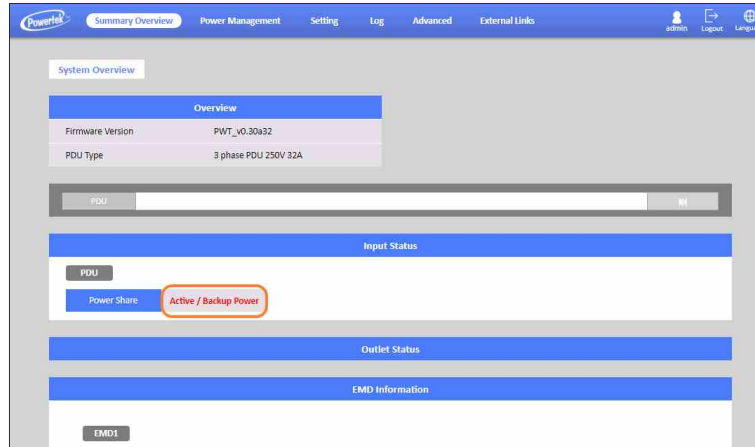 Powertek Summary Overview Power Management Setting Log Advanced External Links admin Logout
System Overview
Overview
Firmware Version PWT_v0.30a32
PDU Type 3 phase PDU 250V 32A
PDU
Input Status
PDU
Power Share Active / Backup Power
Outlet Status
EMD Information
EMD1